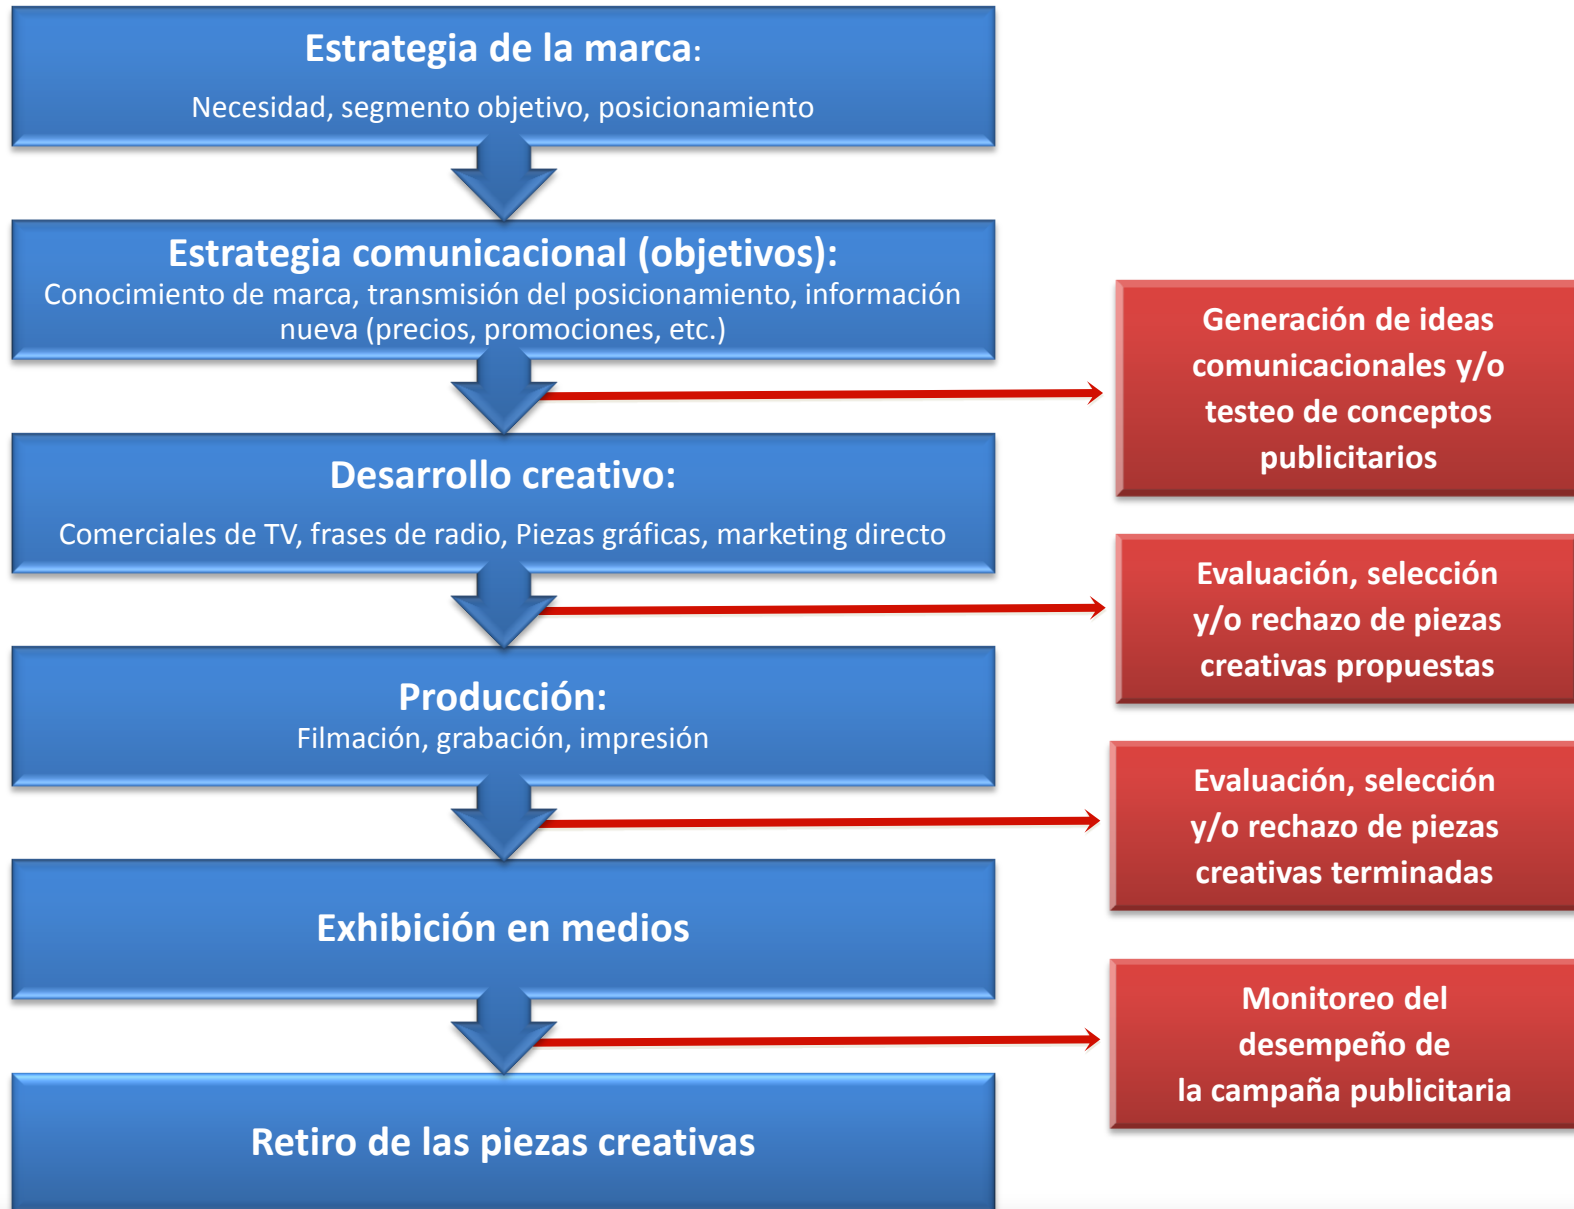 Estrategia de la marca:
Necesidad, segmento objetivo, posicionamiento
Estrategia comunicacional (objetivos):
Conocimiento de marca, transmisión del posicionamiento, información
nueva (precios, promociones, etc.)
Generación de ideas
comunicacionales y/o
testeo de conceptos
publicitarios
Desarrollo creativo:
Comerciales de TV, frases de radio, Piezas gráficas, marketing directo
Evaluación, selección
y/o rechazo de piezas
creativas propuestas
Producción:
Filmación, grabación, impresión
Evaluación, selección
y/o rechazo de piezas
creativas terminadas
Exhibición en medios
Monitoreo del
desempeño de
la campaña publicitaria
Retiro de las piezas creativas